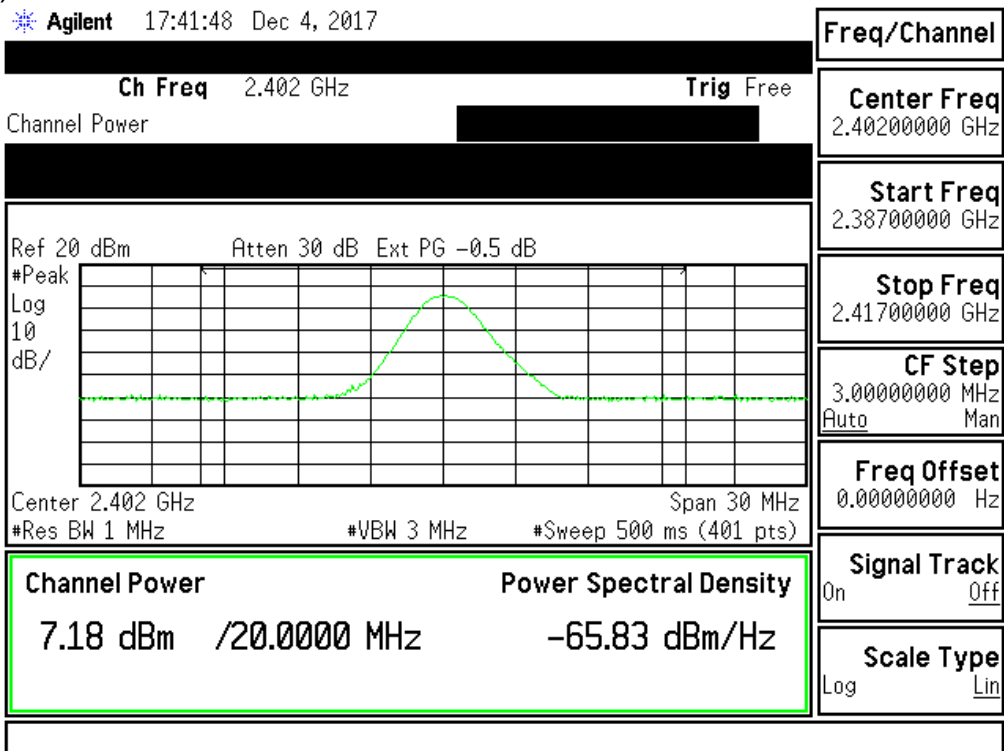 Agilent 17:41:48 Dec 4, 2017
Freq/Channel
Ch Freq 2.402 GHz Trig Free
Channel Power
Center Freq
2.40200000 GHz
Start Freq
2.38700000 GHz
Stop Freq
2.41700000 GHz
CF Step
3.00000000 MHz
Auto Man
Freq Offset
0.00000000 Hz
Signal Track
On Off
Scale Type
Log Lin
Ref 20 dBm Atten 30 dB Ext PG -0.5 dB
#Peak
Log
10
dB/
Center 2.402 GHz Span 30 MHz
#Res BW 1 MHz #VBW 3 MHz #Sweep 500 ms (401 pts)
Channel Power Power Spectral Density
7.18 dBm /20.0000 MHz -65.83 dBm/Hz